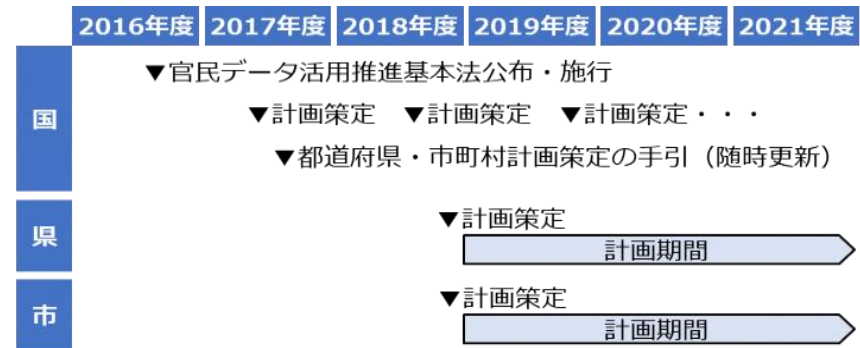 2016年度 2017年度 2018年度 2019年度 2020年度 2021年度
国
▼官民データ活用推進基本法公布・施行
▼計画策定 ▼計画策定 ▼計画策定・・・
▼都道府県・市町村計画策定の手引（随時更新）
県
▼計画策定
計画期間
市
▼計画策定
計画期間